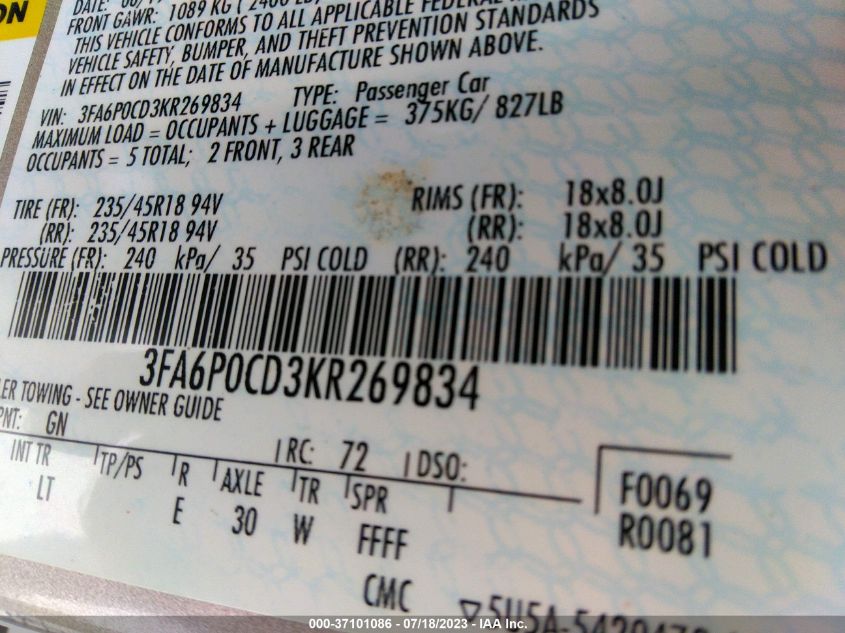 ON
DATE:
FRONT GAWR: 1089 KG (
THIS VEHICLE CONFORMS TO ALL APPLICABLE FEDERAL
VEHICLE SAFETY, BUMPER, AND THEFT PREVENTION STANDARDS
IN EFFECT ON THE DATE OF MANUFACTURE SHOWN ABOVE.
VIN: 3FA6P0CD3KR269834 TYPE: Passenger Car
MAXIMUM LOAD = OCCUPANTS + LUGGAGE = 375KG/ 827LB
OCCUPANTS = 5 TOTAL; 2 FRONT, 3 REAR
TIRE (FR): 235/45R18 94V RIMS (FR): 18x8.0J
(RR): 235/45R18 94V (RR): 18x8.0J
PRESSURE (FR): 240 kPa/ 35 PSI COLD (RR): 240 kPa/ 35 PSI COLD
3FA6P0CD3KR269834
LER TOWING - SEE OWNER GUIDE
PNT: GN
RC: 72 DSO:
INT TR TP/PS R AXLE TR SPR
LT E 30 W FFFF
CMC
F0069
R0081
000-37101086 - 07/18/2023 - IAA Inc.